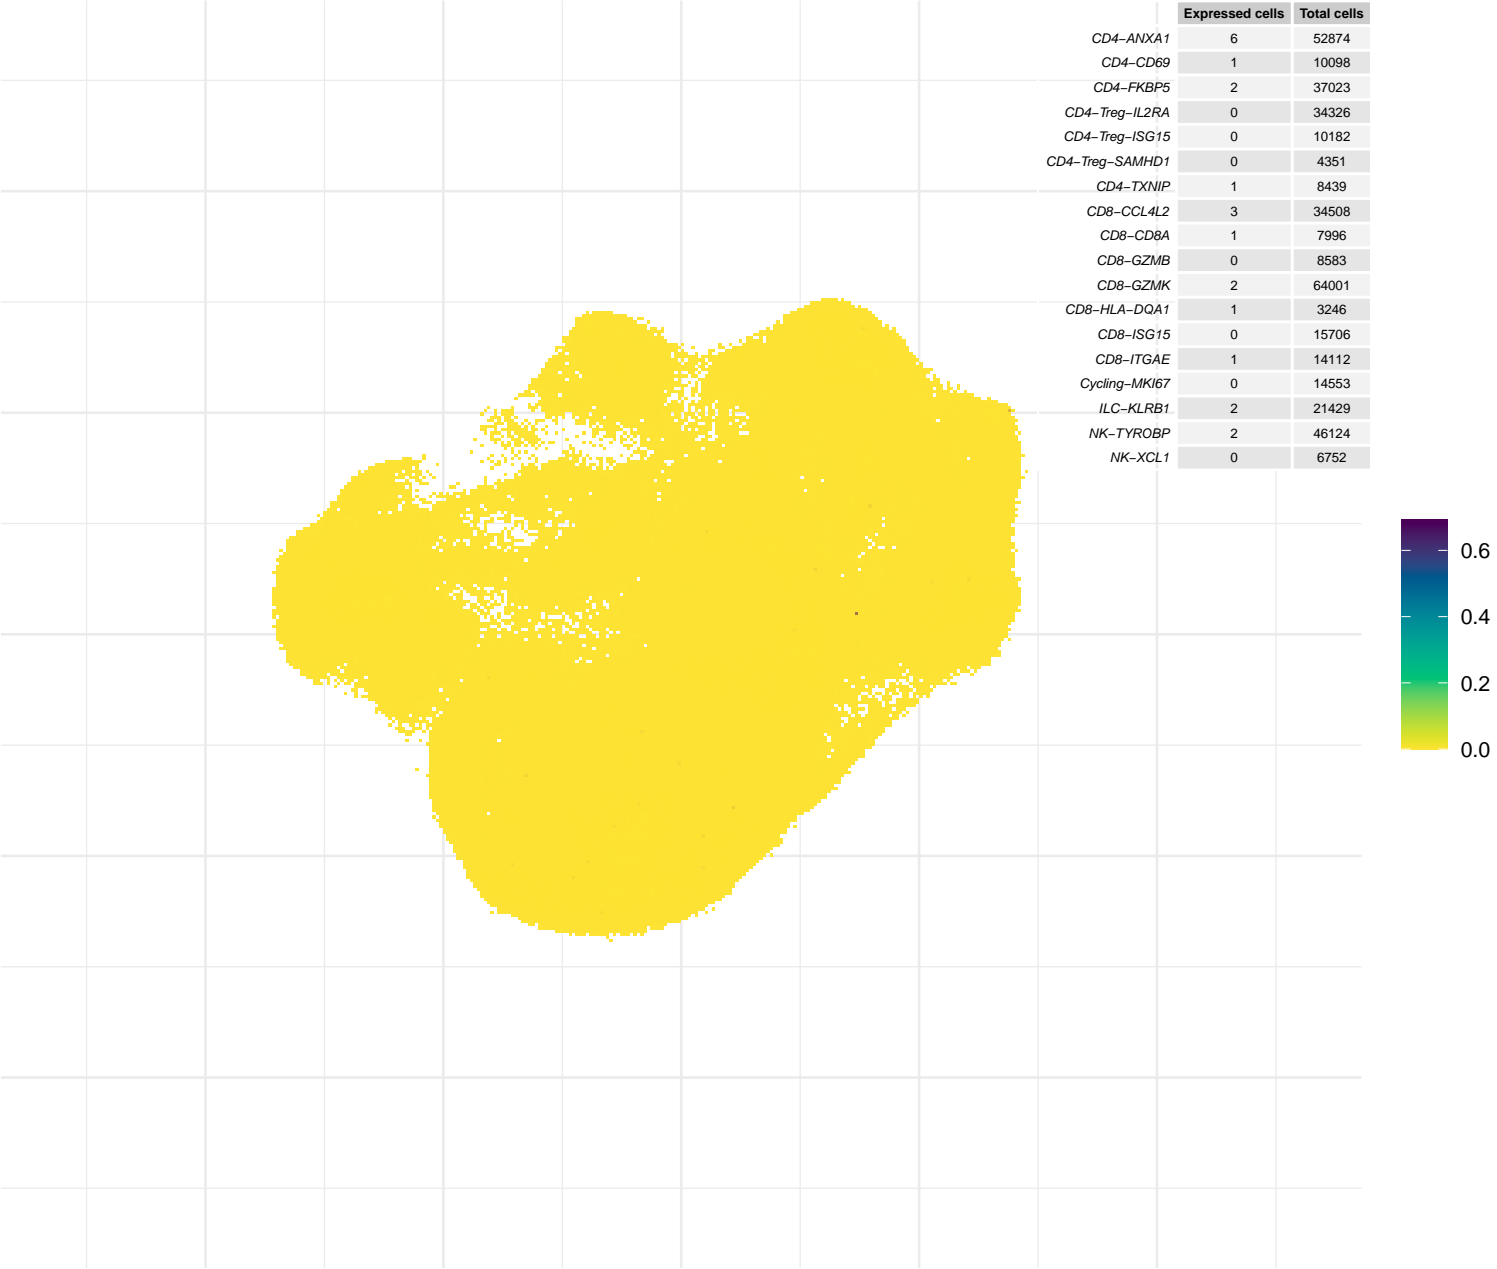 Expressed cells Total cells
CD4−ANXA1 6 52874
CD4−CD69 1 10098
CD4−FKBP5 2 37023
CD4−Treg−IL2RA 0 34326
CD4−Treg−ISG15 0 10182
CD4−Treg−SAMHD1 0 4351
CD4−TXNIP 1 8439
CD8−CCL4L2 3 34508
CD8−CD8A 1 7996
CD8−GZMB 0 8583
CD8−GZMK 2 64001
CD8−HLA−DQA1 1 3246
CD8−ISG15 0 15706
CD8−ITGAE 1 14112
Cycling−MKI67 0 14553
ILC−KLRB1 2 21429
NK−TYROBP 2 46124
NK−XCL1 0 6752
0.6
0.4
0.2
0.0